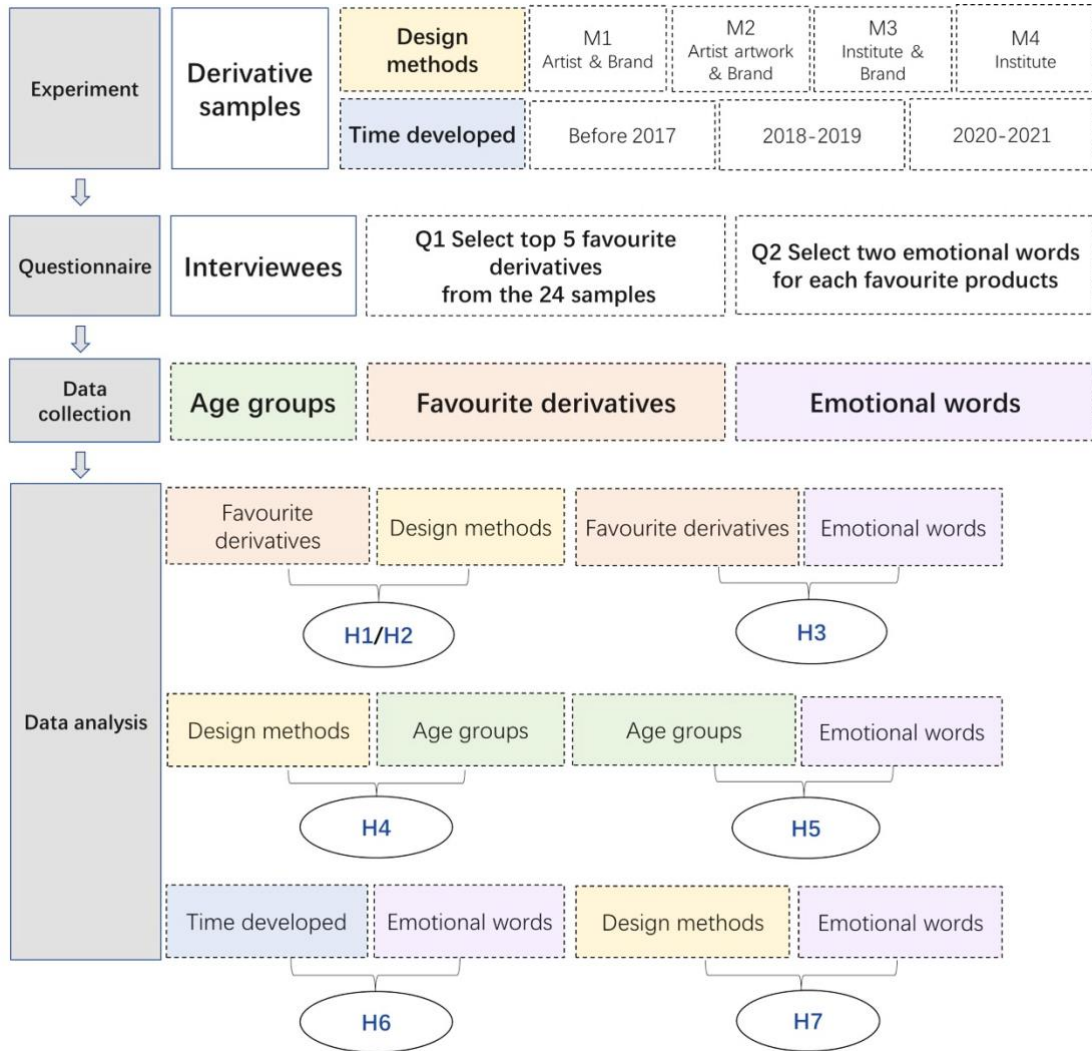 Experiment
Derivative
samples
Design
methods
M1
Artist & Brand
M2
Artist artwork
& Brand
M3
Institute &
Brand
M4
Institute
Time developed
Before 2017
2018-2019
2020-2021
Questionnaire
Interviewees
Q1 Select top 5 favourite
derivatives
from the 24 samples
Q2 Select two emotional words
for each favourite products
Data
collection
Age groups
Favourite derivatives
Emotional words
Data analysis
Favourite
derivatives
Design methods
Favourite derivatives
Emotional words
H1/H2
H3
Design methods
Age groups
Age groups
Emotional words
H4
H5
Time developed
Emotional words
Design methods
Emotional words
H6
H7